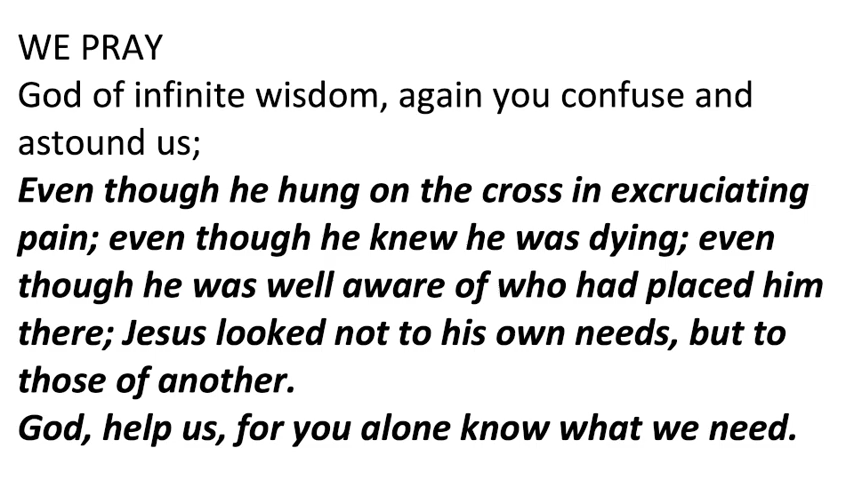 WE PRAY
God of infinite wisdom, again you confuse and
astound us;
Even though he hung on the cross in excruciating
pain; even though he knew he was dying; even
though he was well aware of who had placed him
there; Jesus looked not to his own needs, but to
those of another.
God, help us, for you alone know what we need.